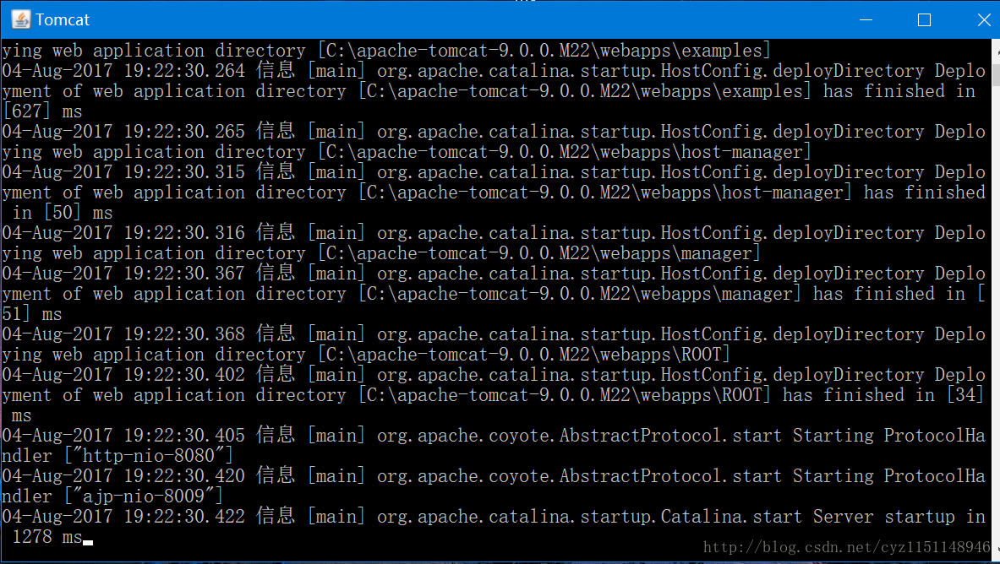 Tomcat
ying web application directory [C:\apache-tomcat-9.0.0.M22\webapps\examples]
04-Aug-2017 19:22:30.264 信息 [main] org.apache.catalina.startup.HostConfig.deployDirectory Deplo
yment of web application directory [C:\apache-tomcat-9.0.0.M22\webapps\examples] has finished in
[627] ms
04-Aug-2017 19:22:30.265 信息 [main] org.apache.catalina.startup.HostConfig.deployDirectory Deplo
ying web application directory [C:\apache-tomcat-9.0.0.M22\webapps\host-manager]
04-Aug-2017 19:22:30.315 信息 [main] org.apache.catalina.startup.HostConfig.deployDirectory Deplo
yment of web application directory [C:\apache-tomcat-9.0.0.M22\webapps\host-manager] has finished
in [50] ms
04-Aug-2017 19:22:30.316 信息 [main] org.apache.catalina.startup.HostConfig.deployDirectory Deplo
ying web application directory [C:\apache-tomcat-9.0.0.M22\webapps\manager]
04-Aug-2017 19:22:30.367 信息 [main] org.apache.catalina.startup.HostConfig.deployDirectory Deplo
yment of web application directory [C:\apache-tomcat-9.0.0.M22\webapps\manager] has finished in [
51] ms
04-Aug-2017 19:22:30.368 信息 [main] org.apache.catalina.startup.HostConfig.deployDirectory Deplo
ying web application directory [C:\apache-tomcat-9.0.0.M22\webapps\ROOT]
04-Aug-2017 19:22:30.402 信息 [main] org.apache.catalina.startup.HostConfig.deployDirectory Deplo
yment of web application directory [C:\apache-tomcat-9.0.0.M22\webapps\ROOT] has finished in [34]
ms
04-Aug-2017 19:22:30.405 信息 [main] org.apache.coyote.AbstractProtocol.start Starting ProtocolHa
ndler ["http-nio-8080"]
04-Aug-2017 19:22:30.420 信息 [main] org.apache.coyote.AbstractProtocol.start Starting ProtocolHa
ndler ["ajp-nio-8009"]
04-Aug-2017 19:22:30.422 信息 [main] org.apache.catalina.startup.Catalina.start Server startup in
1278 ms
http://blog.csdn.net/cyz1151148946